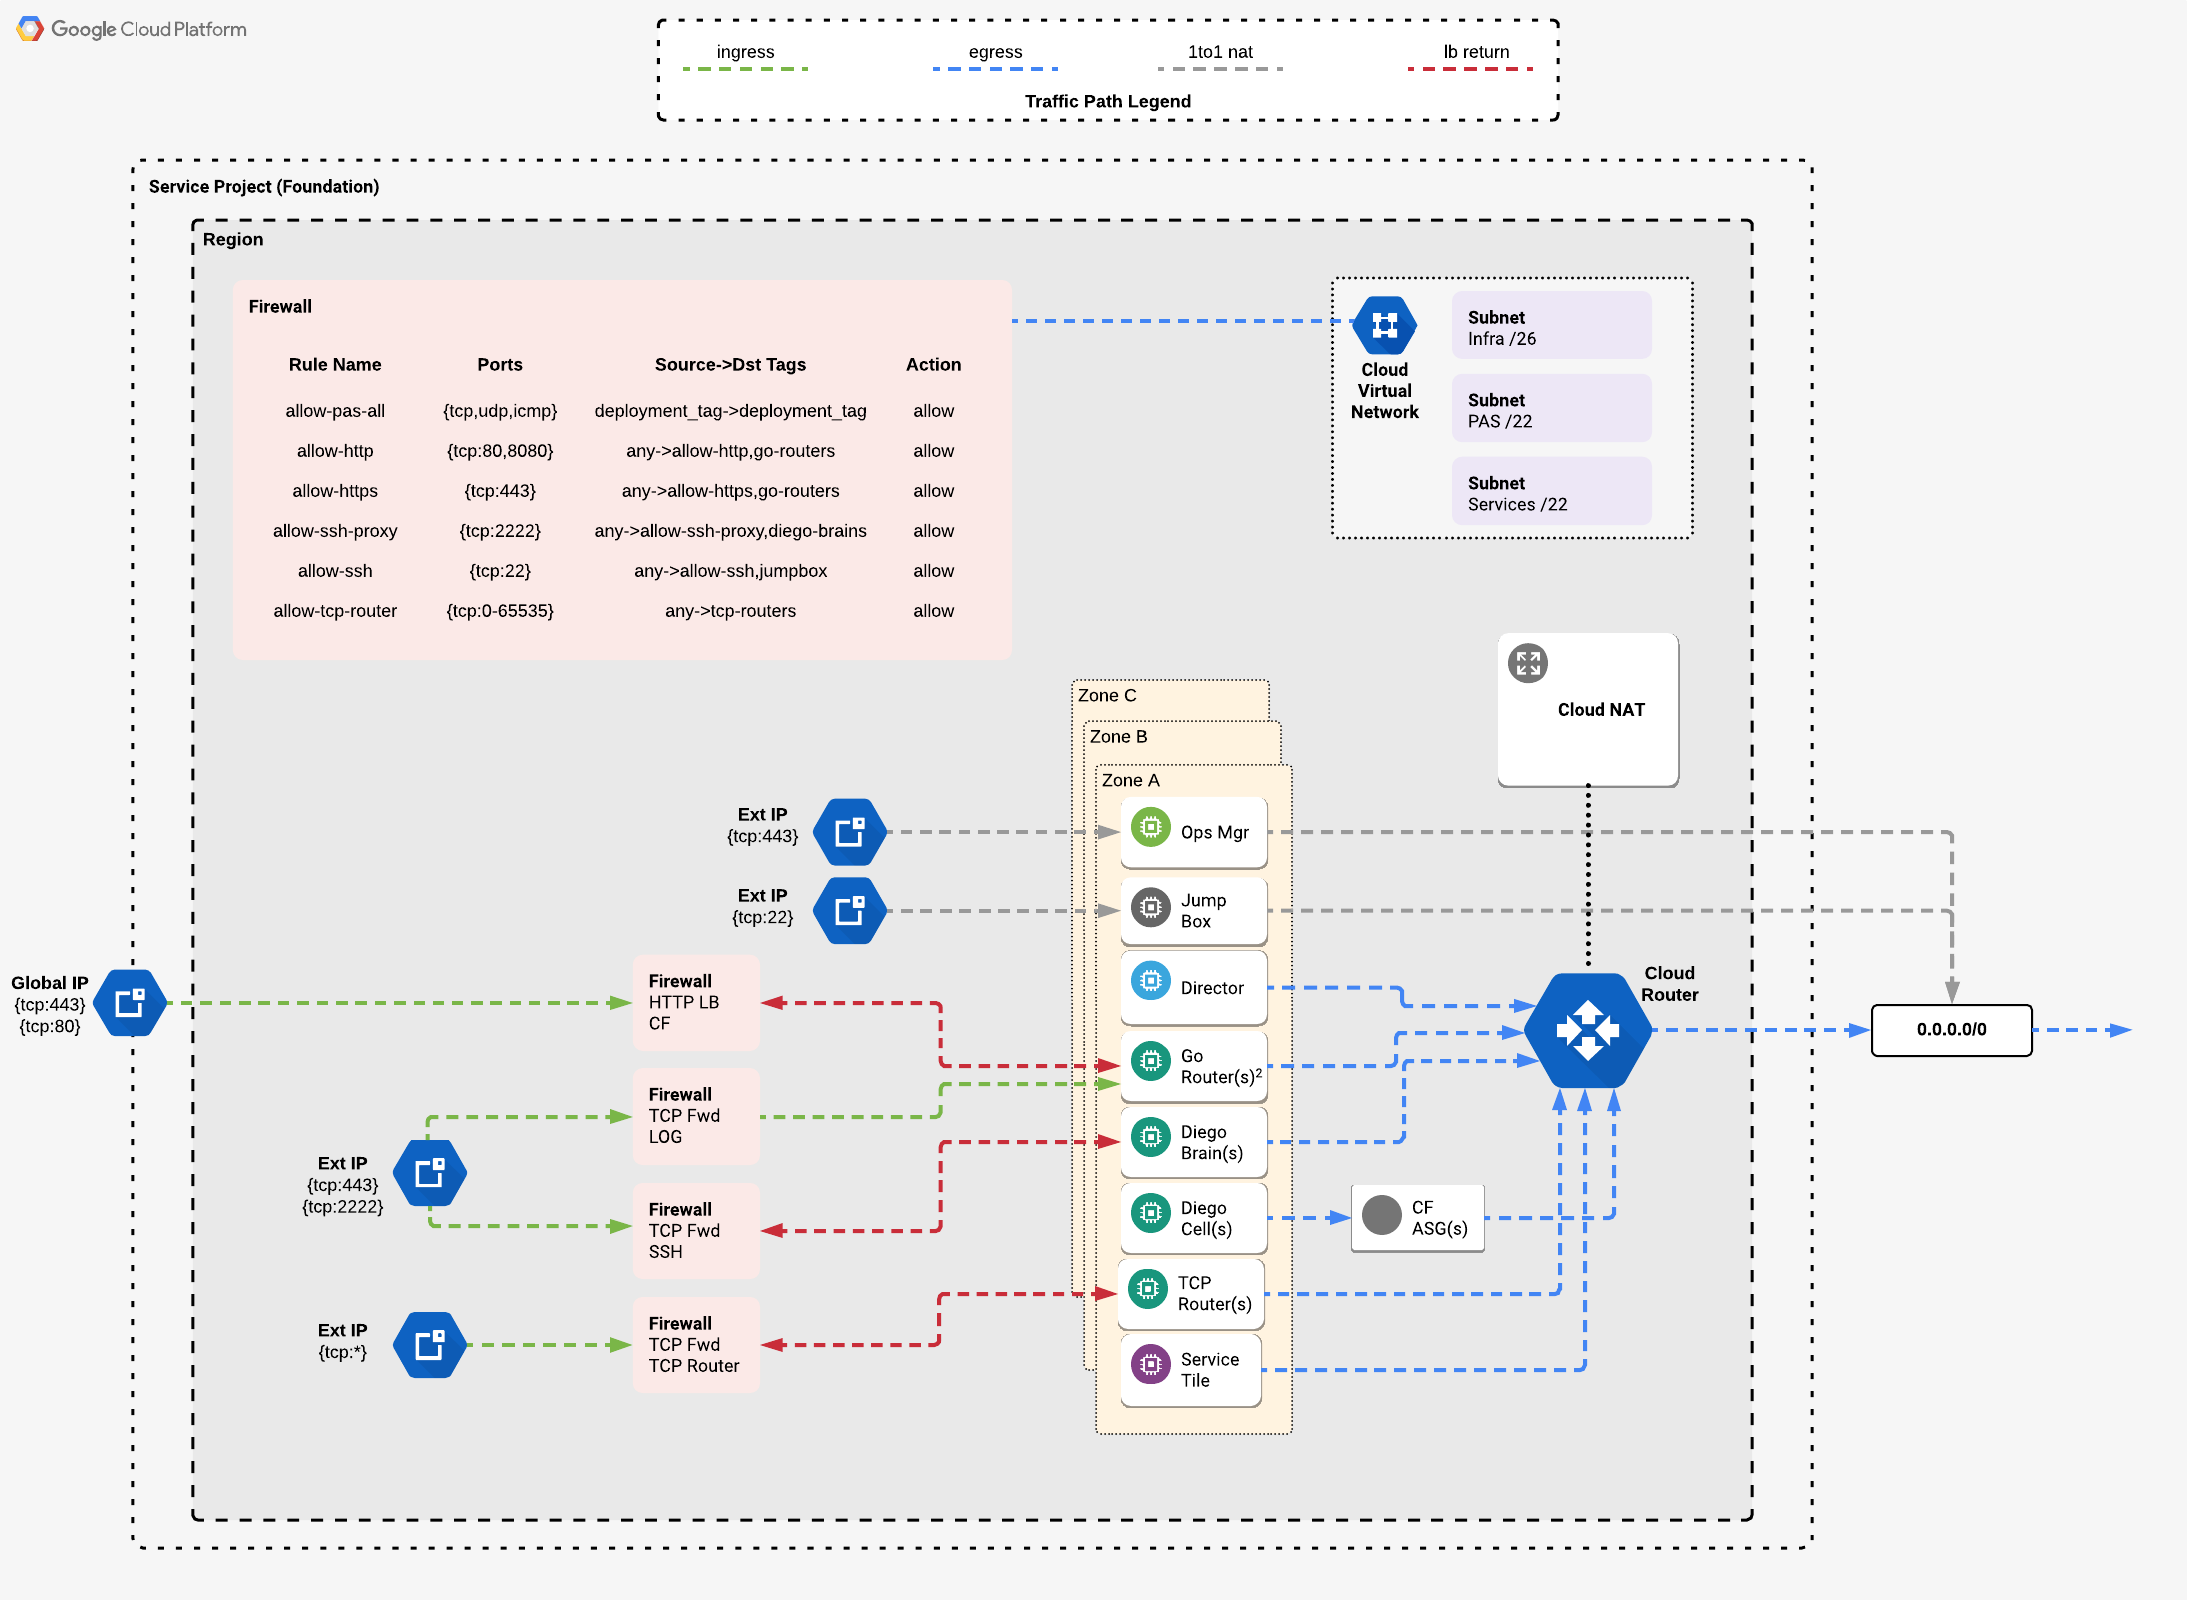 Google Cloud Platform
ingress egress 1to1 nat lb return
Traffic Path Legend
Service Project (Foundation)
Region
Firewall
Rule Name Ports Source->Dst Tags Action
allow-pas-all {tcp,udp,icmp} deployment_tag->deployment_tag allow
allow-http {tcp:80,8080} any->allow-http,go-routers allow
allow-https {tcp:443} any->allow-https,go-routers allow
allow-ssh-proxy {tcp:2222} any->allow-ssh-proxy,diego-brains allow
allow-ssh {tcp:22} any->allow-ssh,jumpbox allow
allow-tcp-router {tcp:0-65535} any->tcp-routers allow
Cloud
Virtual
Network
Subnet
Infra /26
Subnet
PAS /22
Subnet
Services /22
Cloud NAT
Zone C
Zone B
Zone A
Ext IP
{tcp:443}
Ops Mgr
Ext IP
{tcp:22}
Jump
Box
Global IP
{tcp:443}
{tcp:80}
Firewall
HTTP LB
CF
Director
Cloud
Router
0.0.0.0/0
Go
Router(s)²
Firewall
TCP Fwd
LOG
Diego
Brain(s)
Ext IP
{tcp:443}
{tcp:2222}
Firewall
TCP Fwd
SSH
Diego
Cell(s)
CF
ASG(s)
TCP
Router(s)
Ext IP
{tcp:*}
Firewall
TCP Fwd
TCP Router
Service
Tile